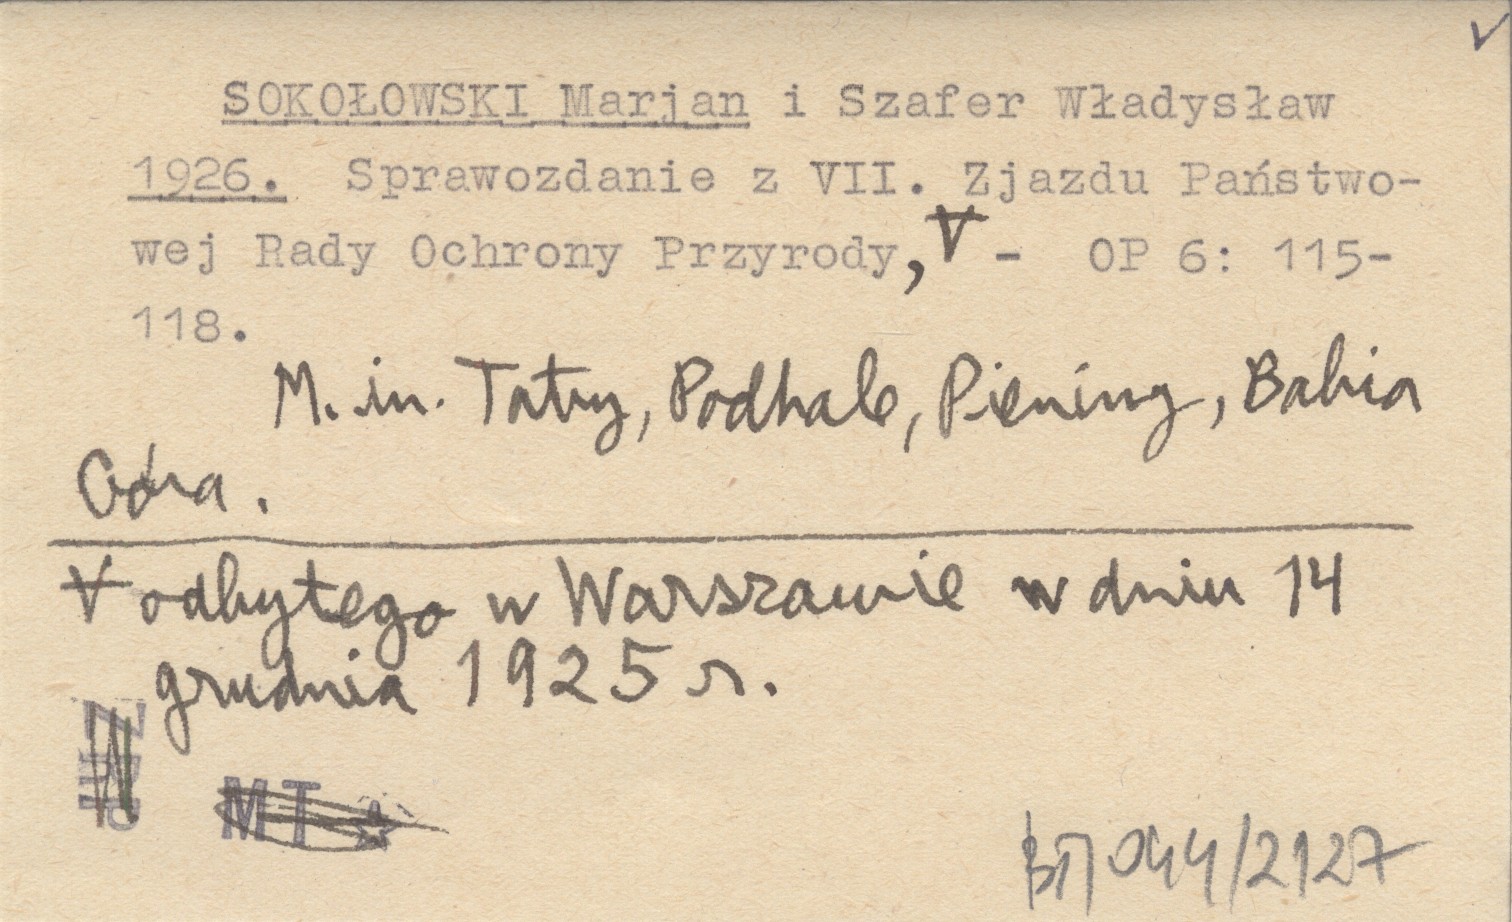 SOKOŁOWSKI Marjan i Szafer Władysław
1926. Sprawozdanie z VII. Zjazdu Państwo-
wej Rady Ochrony Przyrody, V - OP 6: 115-
118.
M. in. Tatry, Podhale, Pieniny, Babia
Góra.
V odbytego w Warszawie w dniu 14
grudnia 1925 r.
MT
044/2127